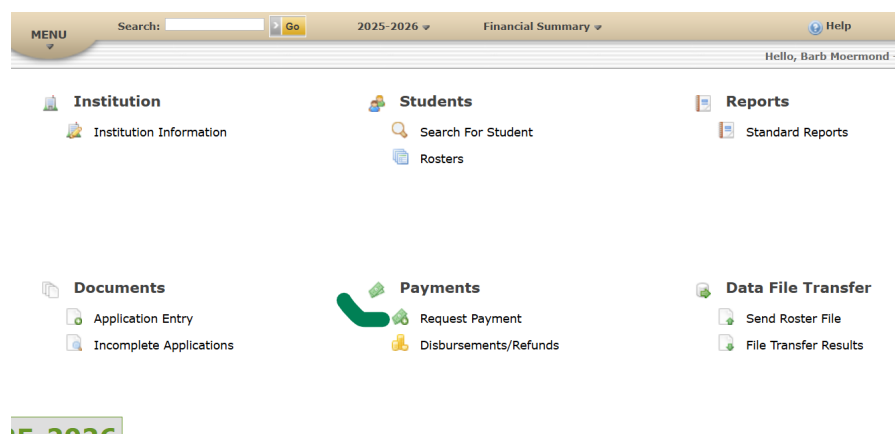 MENU
Search:
Go
2025-2026
Financial Summary
Help
Hello, Barb Moermond -
Institution
Institution Information
Students
Search For Student
Rosters
Reports
Standard Reports
Documents
Application Entry
Incomplete Applications
Payments
Request Payment
Disbursements/Refunds
Data File Transfer
Send Roster File
File Transfer Results